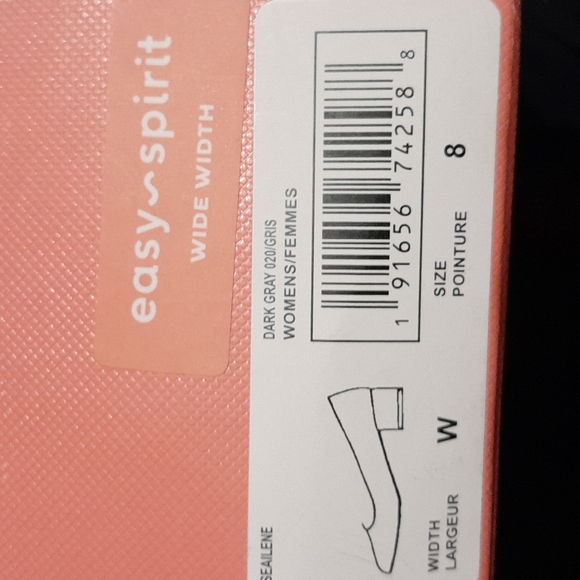 easy spirit
WIDE WIDTH
SEAILENE
DARK GRAY 020/GRIS
WOMENS/FEMMES
1 91656 74258 8
WIDTH
LARGEUR
W
SIZE
POINTURE
8